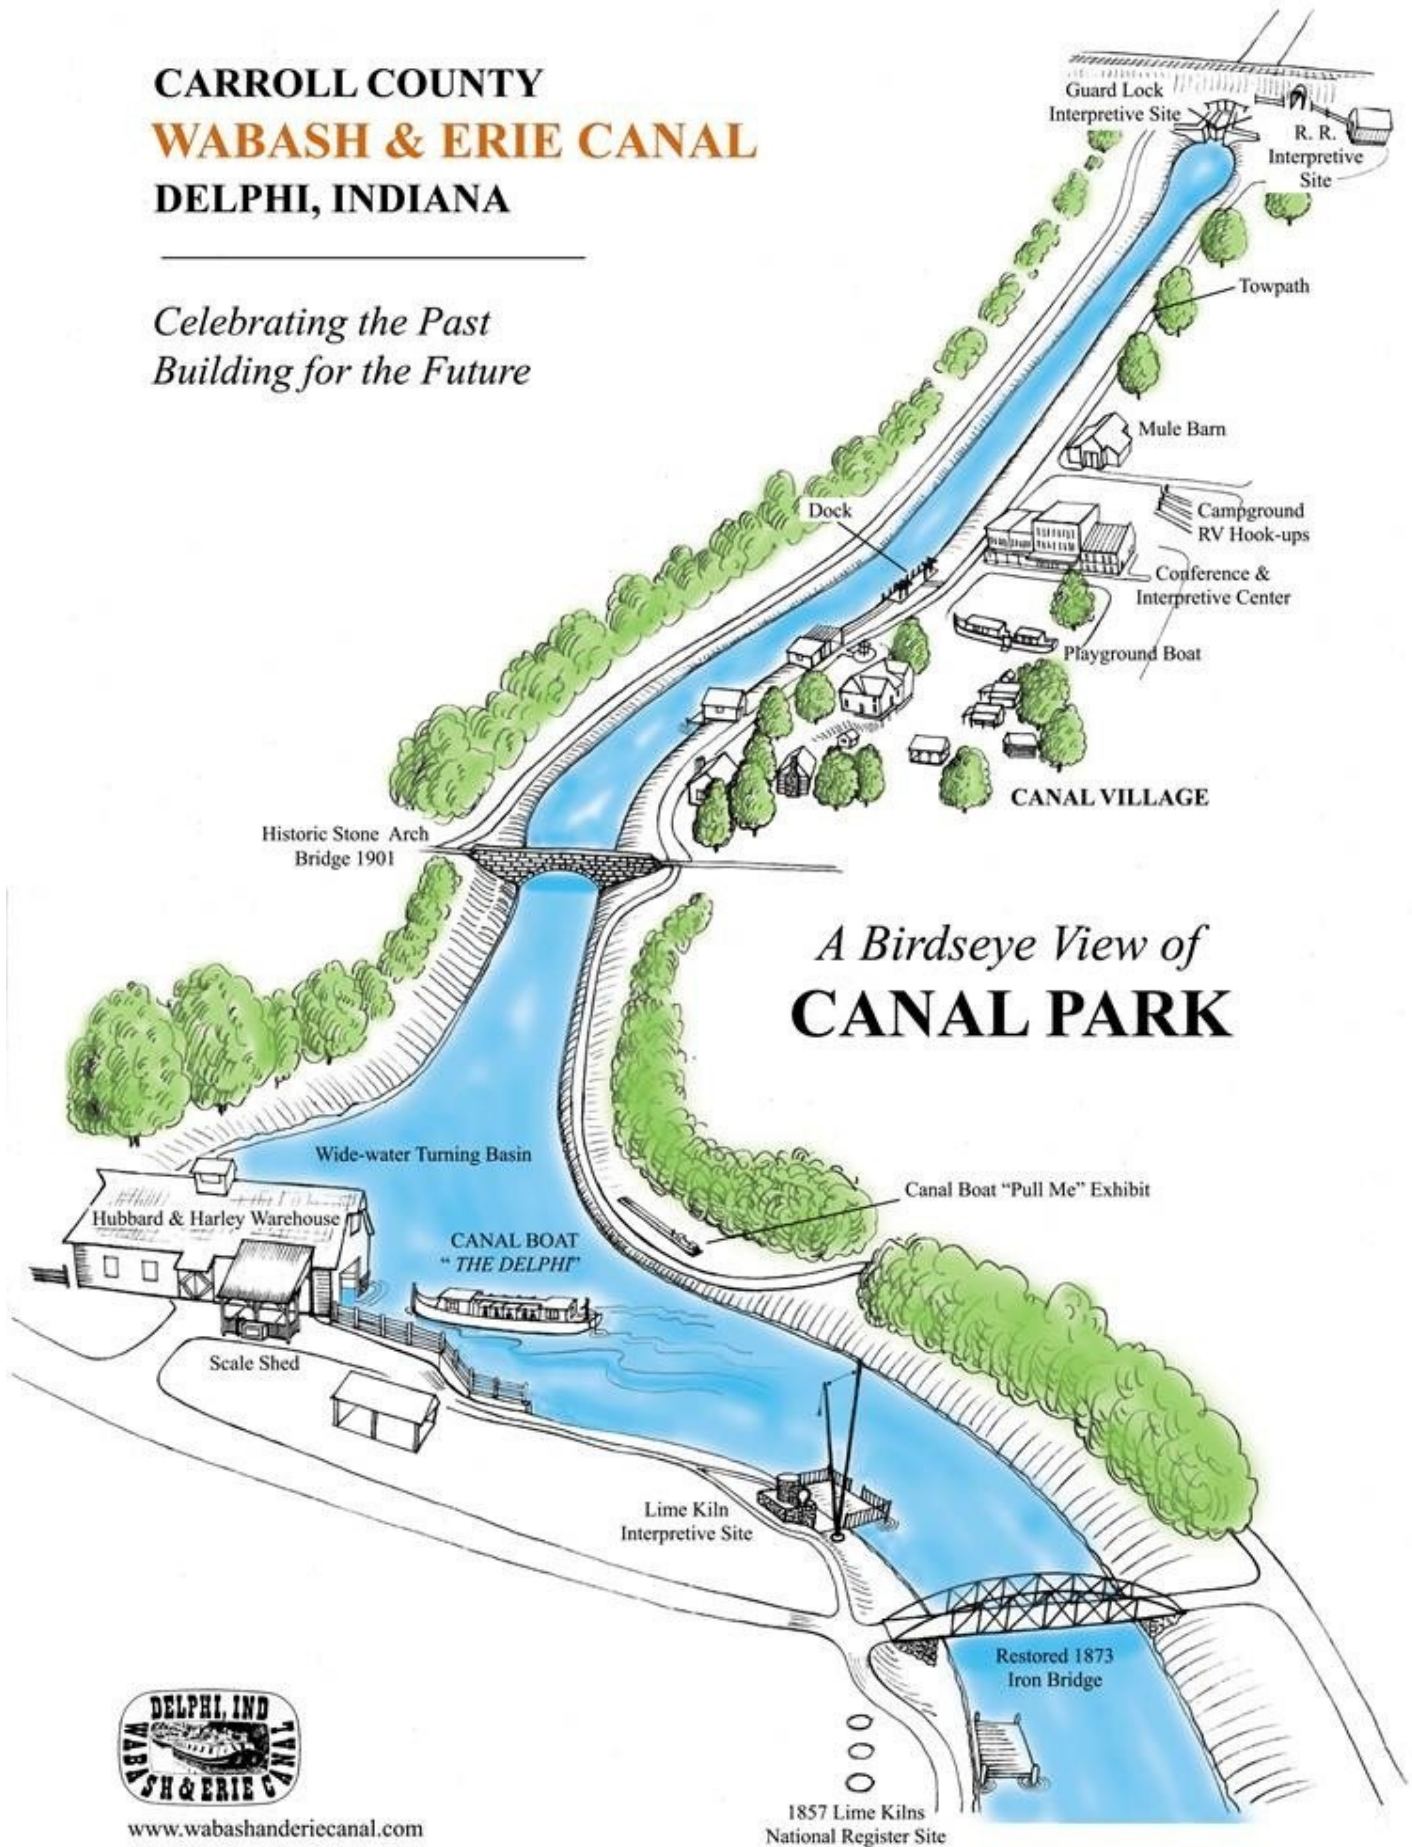 CARROLL COUNTY
WABASH & ERIE CANAL
DELPHI, INDIANA
Celebrating the Past
Building for the Future
Guard Lock
Interpretive Site
R. R.
Interpretive
Site
Towpath
Mule Barn
Dock
Campground
RV Hook-ups
Conference &
Interpretive Center
Playground Boat
CANAL VILLAGE
Historic Stone Arch
Bridge 1901
A Birdseye View of
CANAL PARK
Wide-water Turning Basin
Canal Boat “Pull Me” Exhibit
Hubbard & Harley Warehouse
CANAL BOAT
“ THE DELPHI”
Scale Shed
Lime Kiln
Interpretive Site
Restored 1873
Iron Bridge
DELPHI, IND
WABASH & ERIE CANAL
www.wabashanderiecanal.com
1857 Lime Kilns
National Register Site